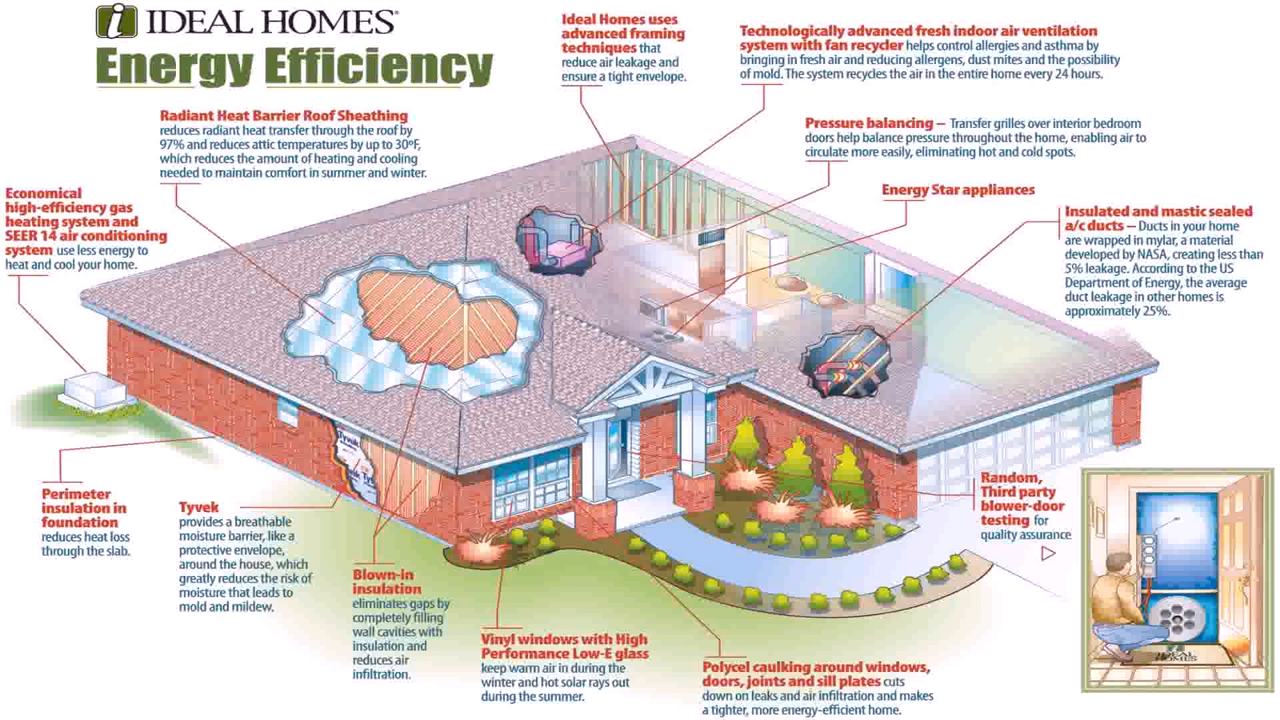 i IDEAL HOMES®
Energy Efficiency
Ideal Homes uses
advanced framing
techniques that
reduce air leakage and
ensure a tight envelope.
Technologically advanced fresh indoor air ventilation
system with fan recycler helps control allergies and asthma by
bringing in fresh air and reducing allergens, dust mites and the possibility
of mold. The system recycles the air in the entire home every 24 hours.
Radiant Heat Barrier Roof Sheathing
reduces radiant heat transfer through the roof by
97% and reduces attic temperatures by up to 30ºF,
which reduces the amount of heating and cooling
needed to maintain comfort in summer and winter.
Pressure balancing – Transfer grilles over interior bedroom
doors help balance pressure throughout the home, enabling air to
circulate more easily, eliminating hot and cold spots.
Energy Star appliances
Economical
high-efficiency gas
heating system and
SEER 14 air conditioning
system use less energy to
heat and cool your home.
Insulated and mastic sealed
a/c ducts – Ducts in your home
are wrapped in mylar, a material
developed by NASA, creating less than
5% leakage. According to the US
Department of Energy, the average
duct leakage in other homes is
approximately 25%.
Tyvek
Perimeter
insulation in
foundation
reduces heat loss
through the slab.
Tyvek
provides a breathable
moisture barrier, like a
protective envelope,
around the house, which
greatly reduces the risk of
moisture that leads to
mold and mildew.
Blown-in
insulation
eliminates gaps by
completely filling
wall cavities with
insulation and
reduces air
infiltration.
Vinyl windows with High
Performance Low-E glass
keep warm air in during the
winter and hot solar rays out
during the summer.
Polycel caulking around windows,
doors, joints and sill plates cuts
down on leaks and air infiltration and makes
a tighter, more energy-efficient home.
Random,
Third party
blower-door
testing for
quality assurance
IDEAL
HOMES